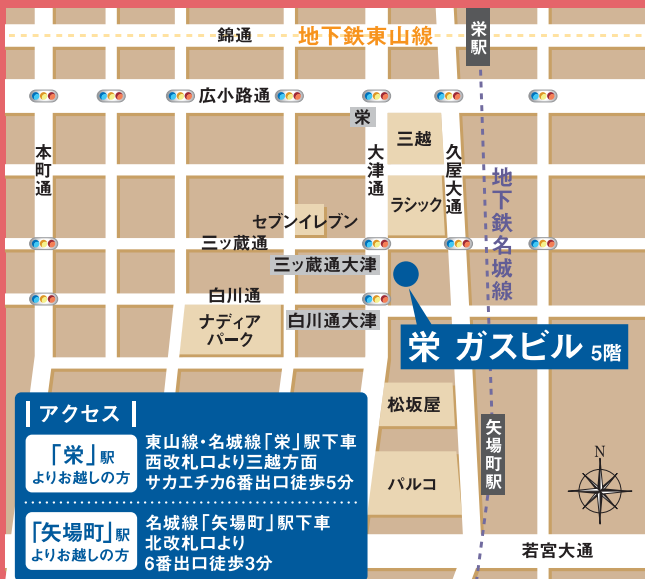 錦通
地下鉄東山線
栄駅
広小路通
栄
三越
本町通
大津通
久屋大通
地下鉄名城線
ラシック
セブンイレブン
三ッ蔵通
三ッ蔵通大津
白川通
ナディア
パーク
白川通大津
栄 ガスビル 5階
松坂屋
矢場町駅
パルコ
N
若宮大通
アクセス
「栄」駅
よりお越しの方
東山線・名城線「栄」駅下車
西改札口より三越方面
サカエチカ6番出口徒歩5分
「矢場町」駅
よりお越しの方
名城線「矢場町」駅下車
北改札口より
6番出口徒歩3分